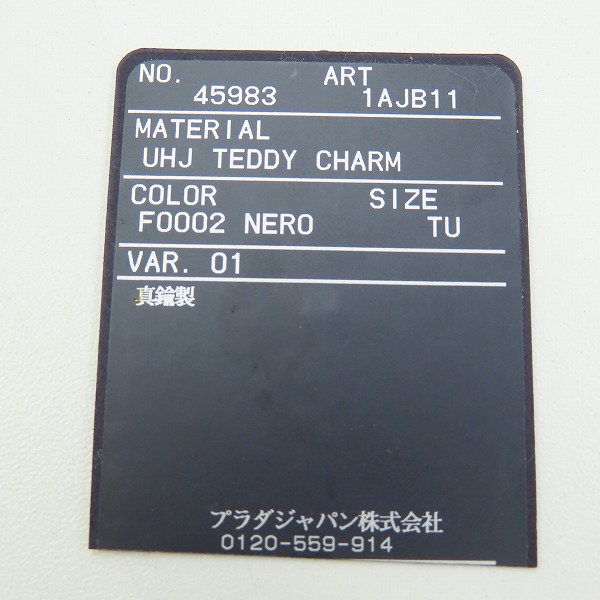 NO. ART
45983 1AJB11
MATERIAL
UHJ TEDDY CHARM
COLOR SIZE
F0002 NERO TU
VAR. 01
真鍮製
プラダジャパン株式会社
0120-559-914